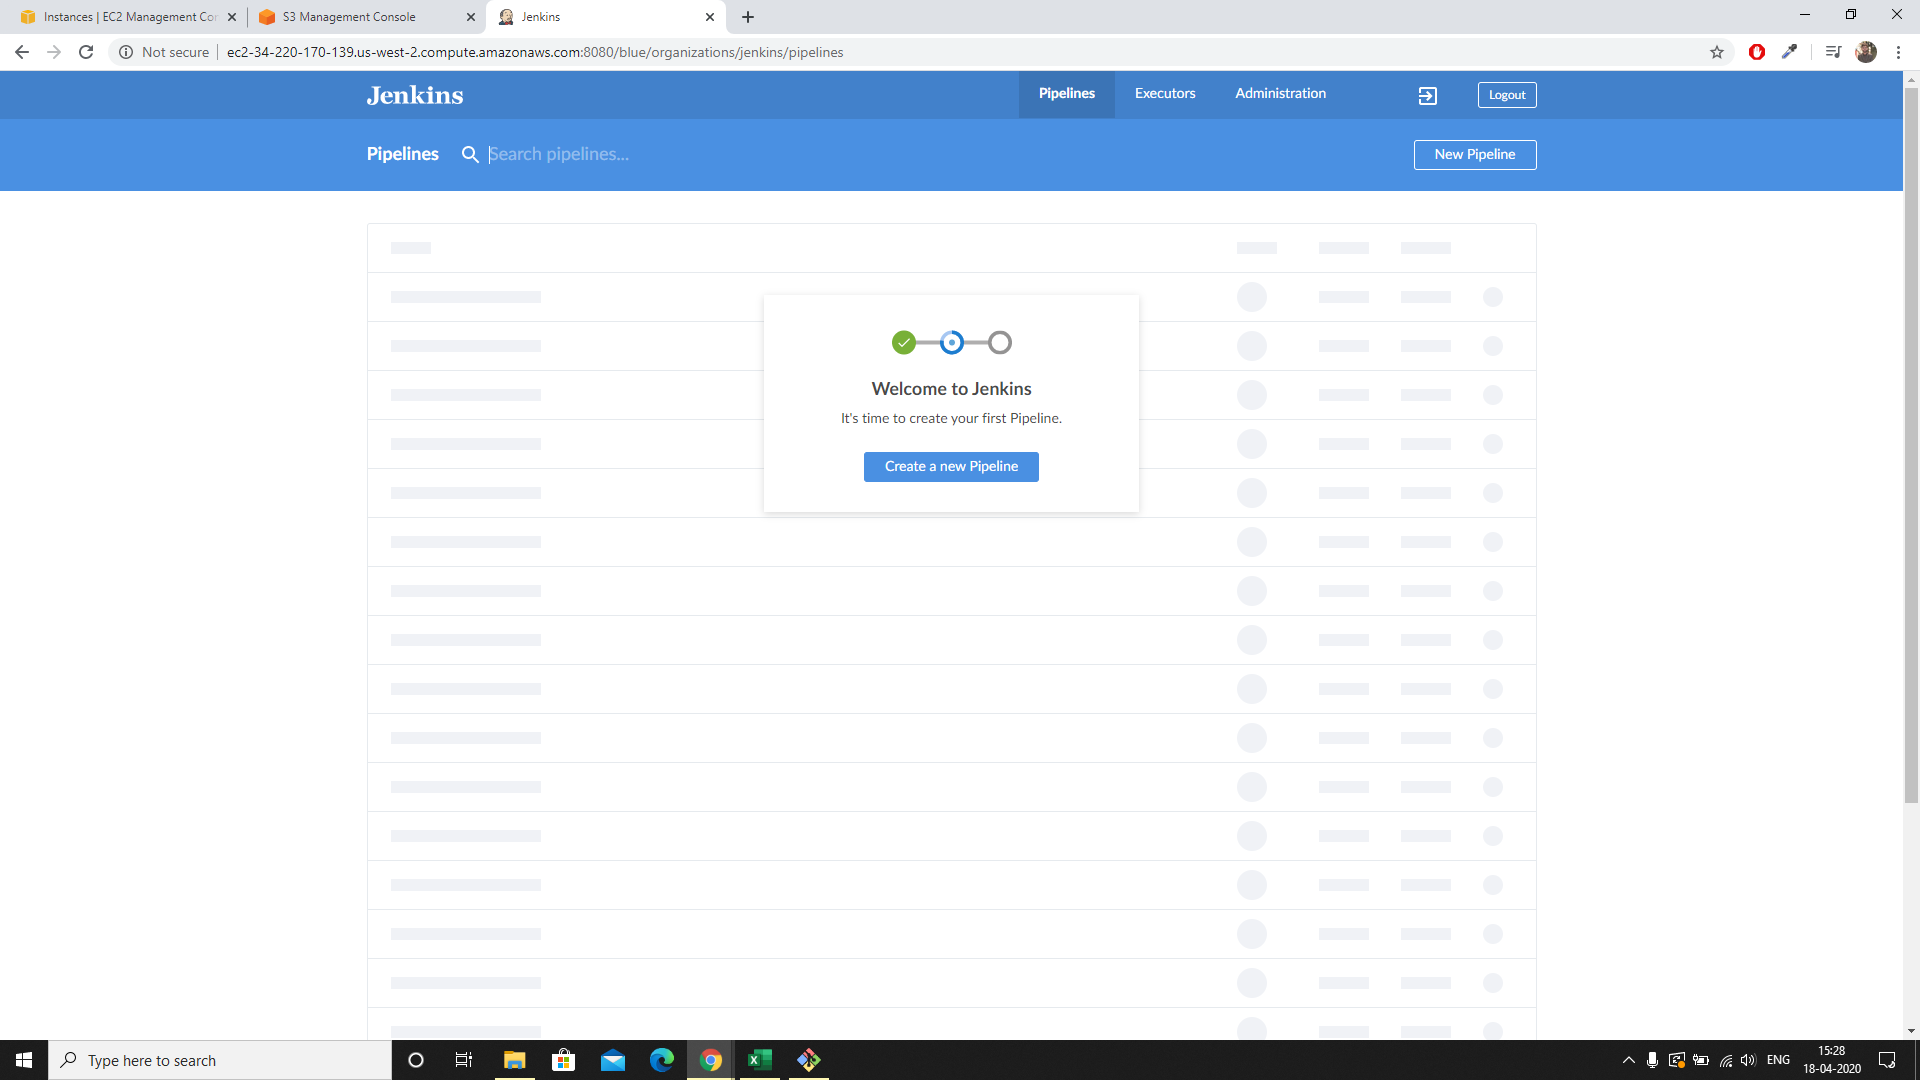 Instances | EC2 Management Con
S3 Management Console
Jenkins
Not secure
ec2-34-220-170-139.us-west-2.compute.amazonaws.com:8080/blue/organizations/jenkins/pipelines
Jenkins
Pipelines
Executors
Administration
Logout
Pipelines
Search pipelines...
New Pipeline
Welcome to Jenkins
It's time to create your first Pipeline.
Create a new Pipeline
Type here to search
ENG
15:28
18-04-2020